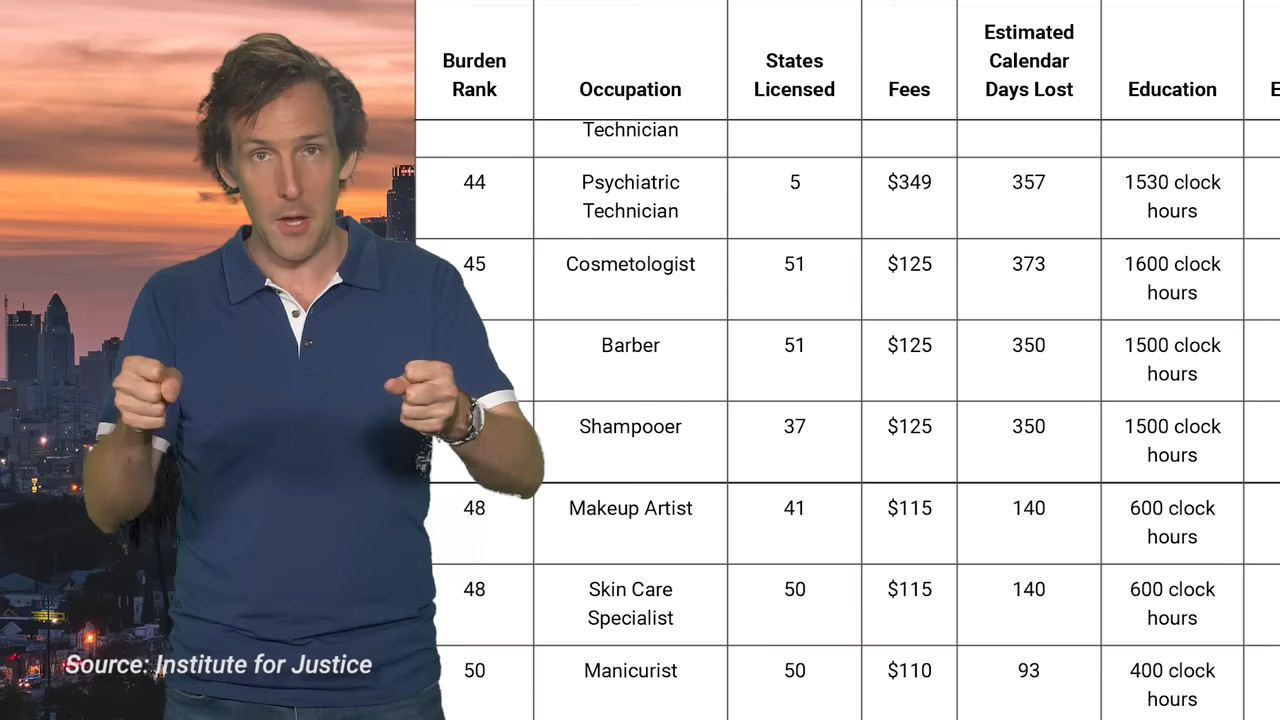 Burden Rank
Occupation
States Licensed
Fees
Estimated Calendar Days Lost
Education
E
Technician
44
Psychiatric Technician
5
$349
357
1530 clock hours
45
Cosmetologist
51
$125
373
1600 clock hours
Barber
51
$125
350
1500 clock hours
Shampooer
37
$125
350
1500 clock hours
48
Makeup Artist
41
$115
140
600 clock hours
48
Skin Care Specialist
50
$115
140
600 clock hours
50
Manicurist
50
$110
93
400 clock hours
Source: Institute for Justice